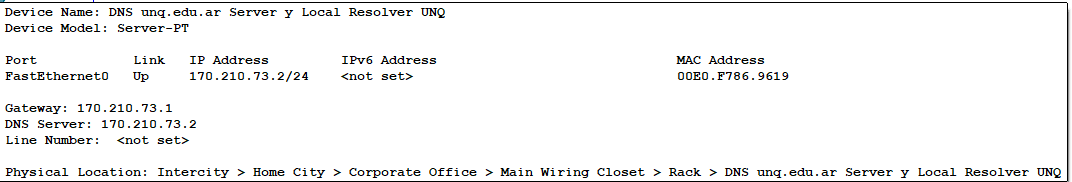 Device Name: DNS unq.edu.ar Server y Local Resolver UNQ
Device Model: Server-PT
Port Link IP Address IPv6 Address MAC Address
FastEthernet0 Up 170.210.73.2/24 <not set> 00E0.F786.9619
Gateway: 170.210.73.1
DNS Server: 170.210.73.2
Line Number: <not set>
Physical Location: Intercity > Home City > Corporate Office > Main Wiring Closet > Rack > DNS unq.edu.ar Server y Local Resolver UNQ